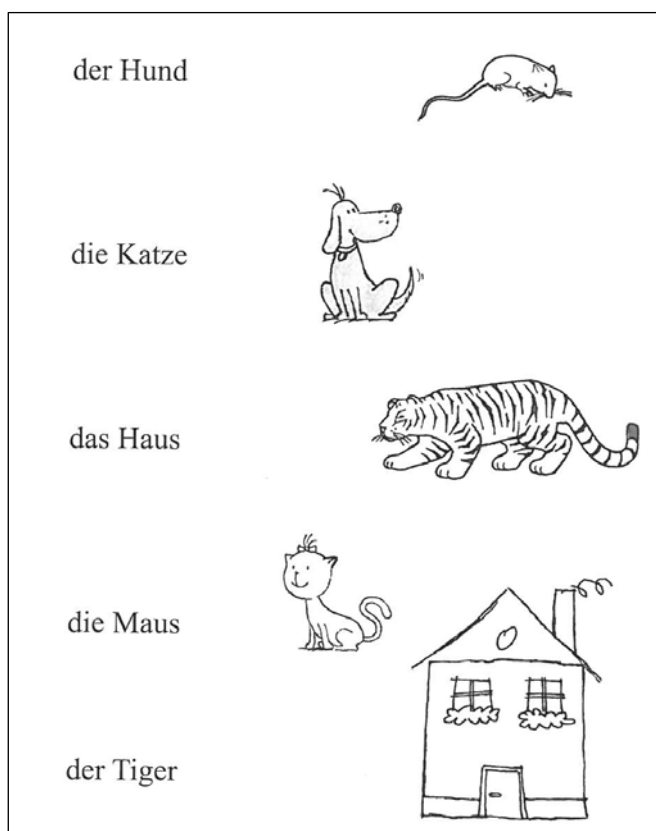 der Hund
die Katze
das Haus
die Maus
der Tiger